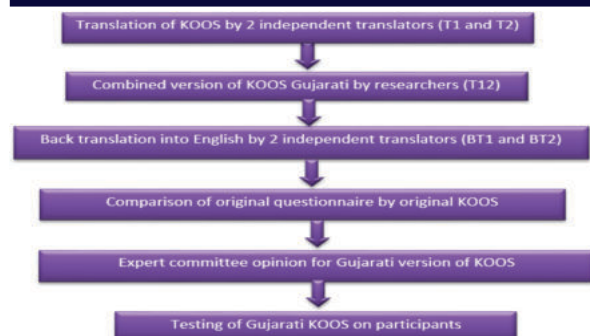 Translation of KOOS by 2 independent translators (T1 and T2)
Combined version of KOOS Gujarati by researchers (T12)
Back translation into English by 2 independent translators (BT1 and BT2)
Comparison of original questionnaire by original KOOS
Expert committee opinion for Gujarati version of KOOS
Testing of Gujarati KOOS on participants